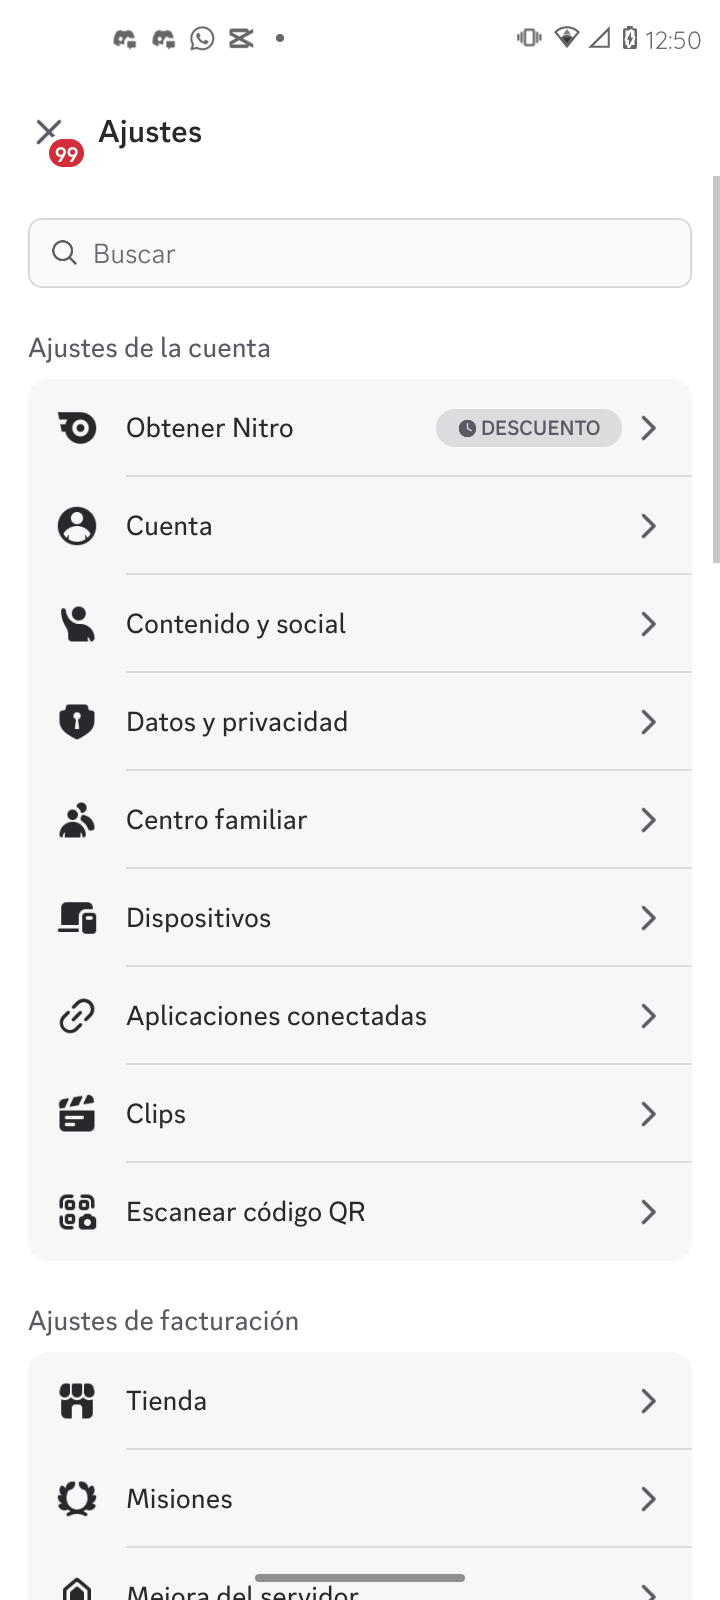 12:50
99
Ajustes
Buscar
Ajustes de la cuenta
Obtener Nitro
DESCUENTO
Cuenta
Contenido y social
Datos y privacidad
Centro familiar
Dispositivos
Aplicaciones conectadas
Clips
Escanear código QR
Ajustes de facturación
Tienda
Misiones
Mejora del servidor